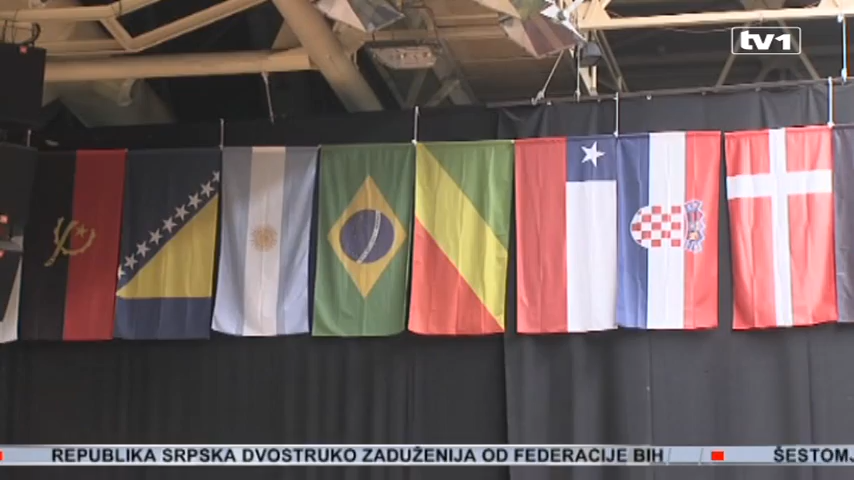 tv1
REPUBLIKA SRPSKA DVOSTRUKO ZADUŽENIJA OD FEDERACIJE BIH